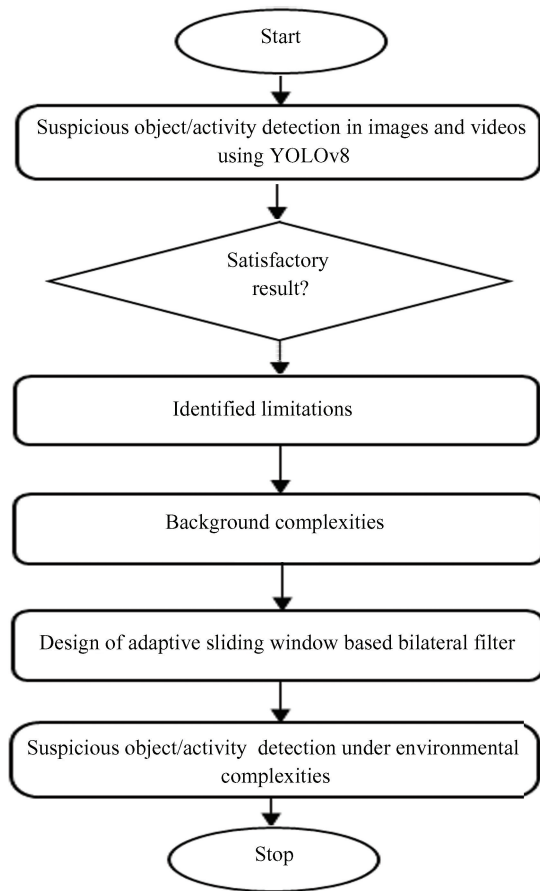 Start
Suspicious object/activity detection in images and videos
using YOLOv8
Satisfactory
result?
Identified limitations
Background complexities
Design of adaptive sliding window based bilateral filter
Suspicious object/activity detection under environmental
complexities
Stop